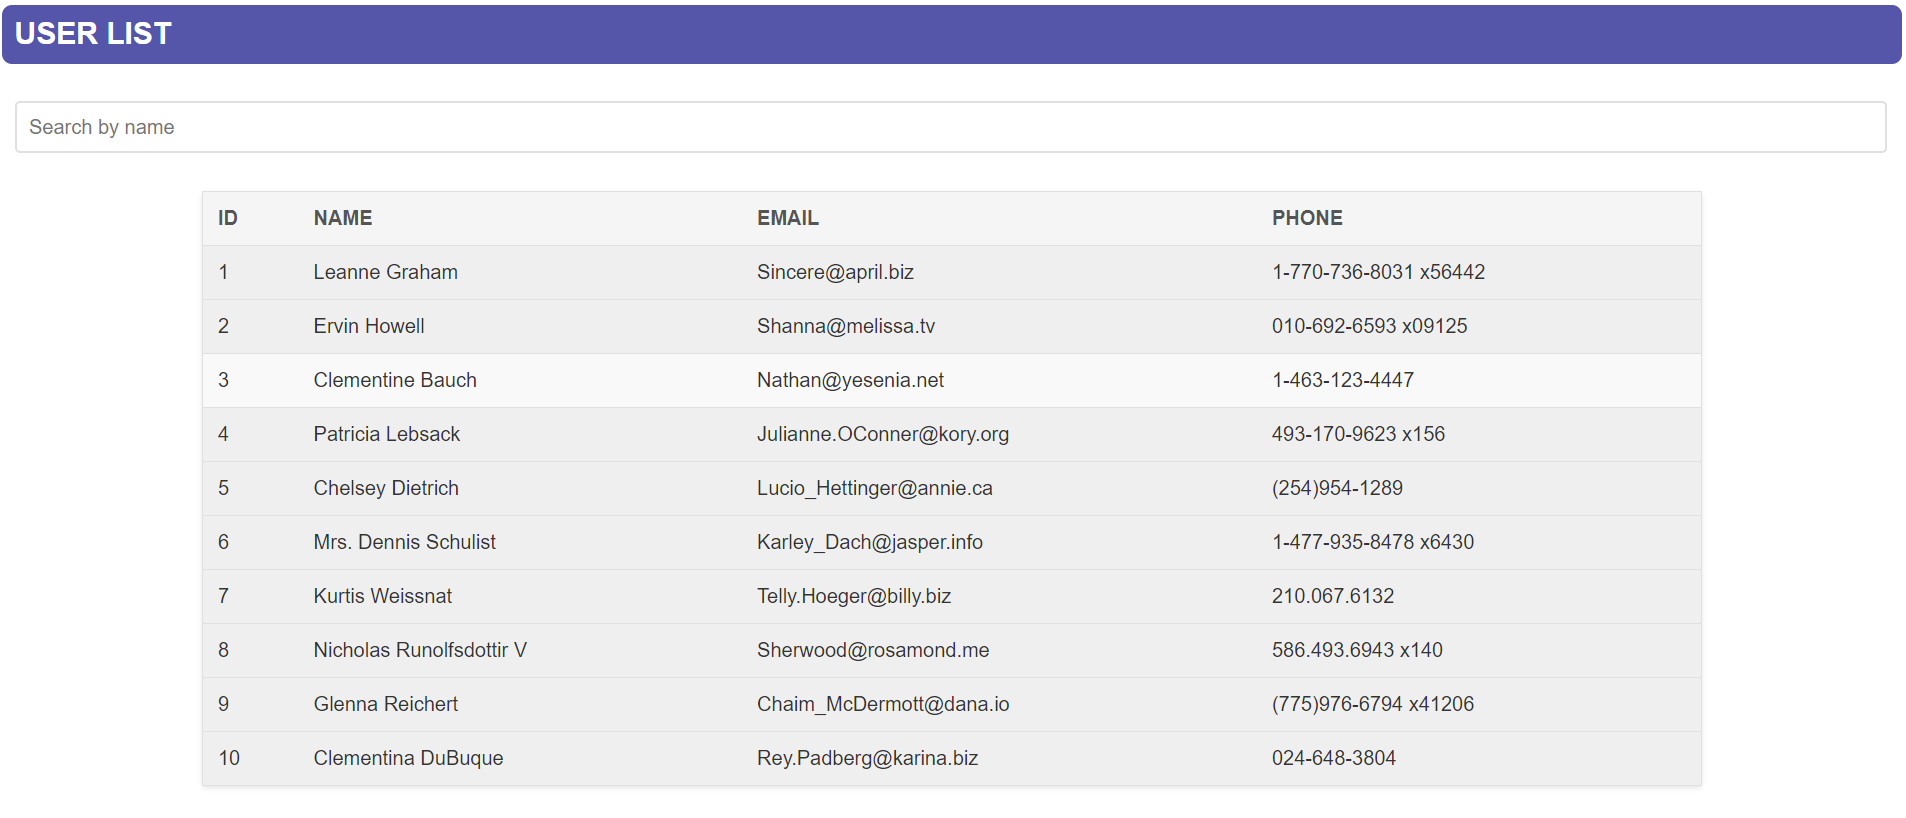 USER LIST
Search by name
ID NAME EMAIL PHONE
1 Leanne Graham Sincere@april.biz 1-770-736-8031 x56442
2 Ervin Howell Shanna@melissa.tv 010-692-6593 x09125
3 Clementine Bauch Nathan@yesenia.net 1-463-123-4447
4 Patricia Lebsack Julianne.OConner@kory.org 493-170-9623 x156
5 Chelsey Dietrich Lucio_Hettinger@annie.ca (254)954-1289
6 Mrs. Dennis Schulist Karley_Dach@jasper.info 1-477-935-8478 x6430
7 Kurtis Weissnat Telly.Hoeger@billy.biz 210.067.6132
8 Nicholas Runolfsdottir V Sherwood@rosamond.me 586.493.6943 x140
9 Glenna Reichert Chaim_McDermott@dana.io (775)976-6794 x41206
10 Clementina DuBuque Rey.Padberg@karina.biz 024-648-3804